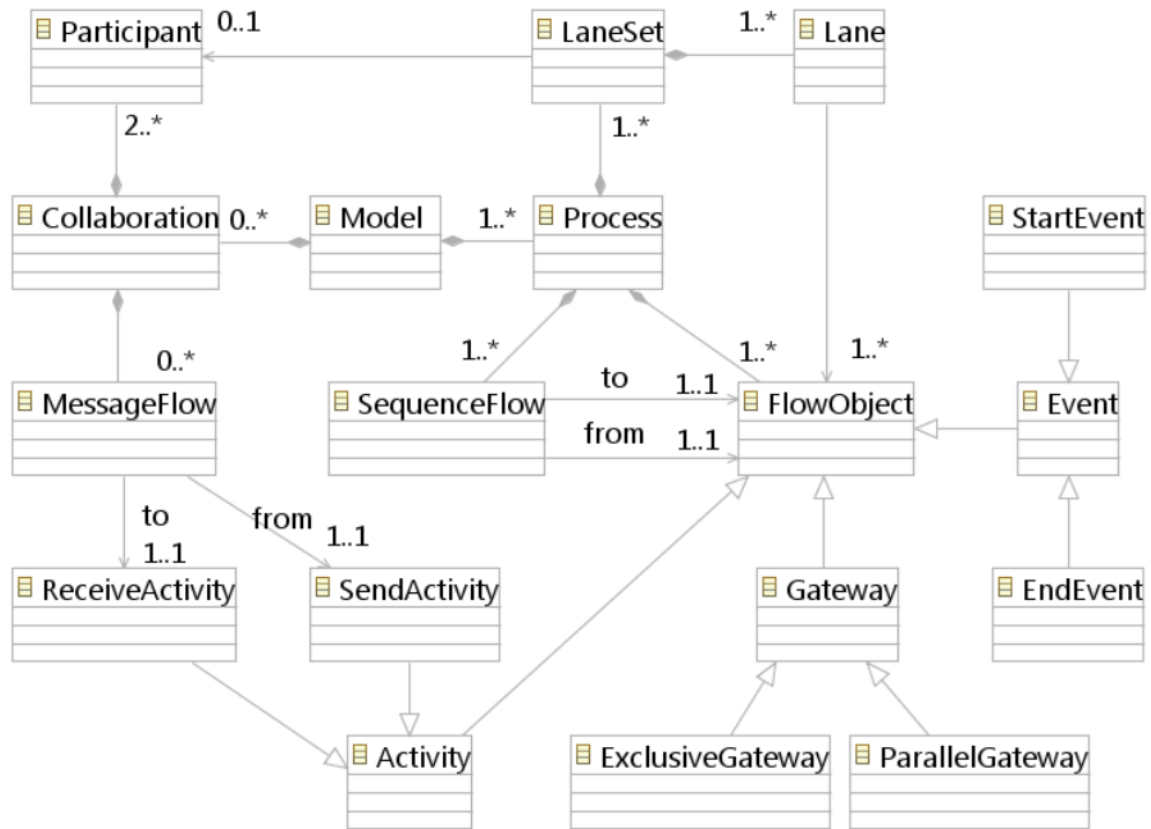 Participant
0..1
LaneSet
1..*
Lane
2..*
1..*
Collaboration
0..*
Model
1..*
Process
StartEvent
0..*
1..*
1..*
1..*
MessageFlow
SequenceFlow
to
1..1
from
1..1
FlowObject
Event
to
1..1
from
1..1
ReceiveActivity
SendActivity
Gateway
EndEvent
Activity
ExclusiveGateway
ParallelGateway